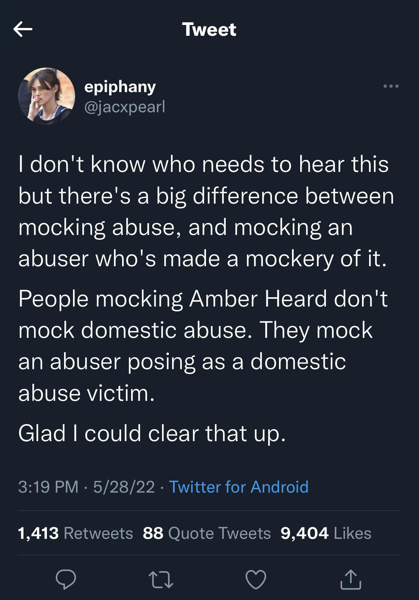 Tweet
epiphany
@jacxpearl
I don't know who needs to hear this
but there's a big difference between
mocking abuse, and mocking an
abuser who's made a mockery of it.
People mocking Amber Heard don't
mock domestic abuse. They mock
an abuser posing as a domestic
abuse victim.
Glad I could clear that up.
3:19 PM · 5/28/22 · Twitter for Android
1,413 Retweets 88 Quote Tweets 9,404 Likes